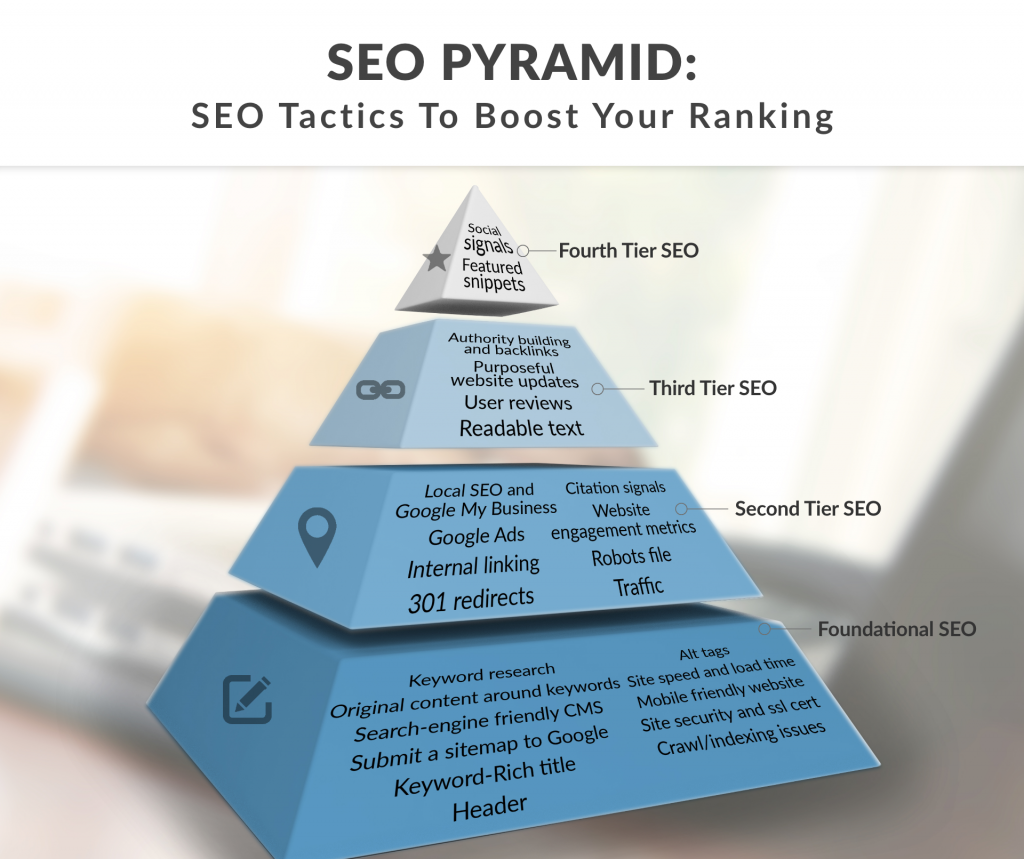 SEO PYRAMID:
SEO Tactics To Boost Your Ranking
Social
signals
Featured
snippets
Fourth Tier SEO
Authority building
and backlinks
Purposeful
website updates
User reviews
Readable text
Third Tier SEO
Local SEO and
Google My Business
Google Ads
Internal linking
301 redirects
Citation signals
Website
engagement metrics
Robots file
Traffic
Second Tier SEO
Foundational SEO
Keyword research
Original content around keywords
Search-engine friendly CMS
Submit a sitemap to Google
Keyword-Rich title
Header
Alt tags
Site speed and load time
Mobile friendly website
Site security and ssl cert
Crawl/indexing issues